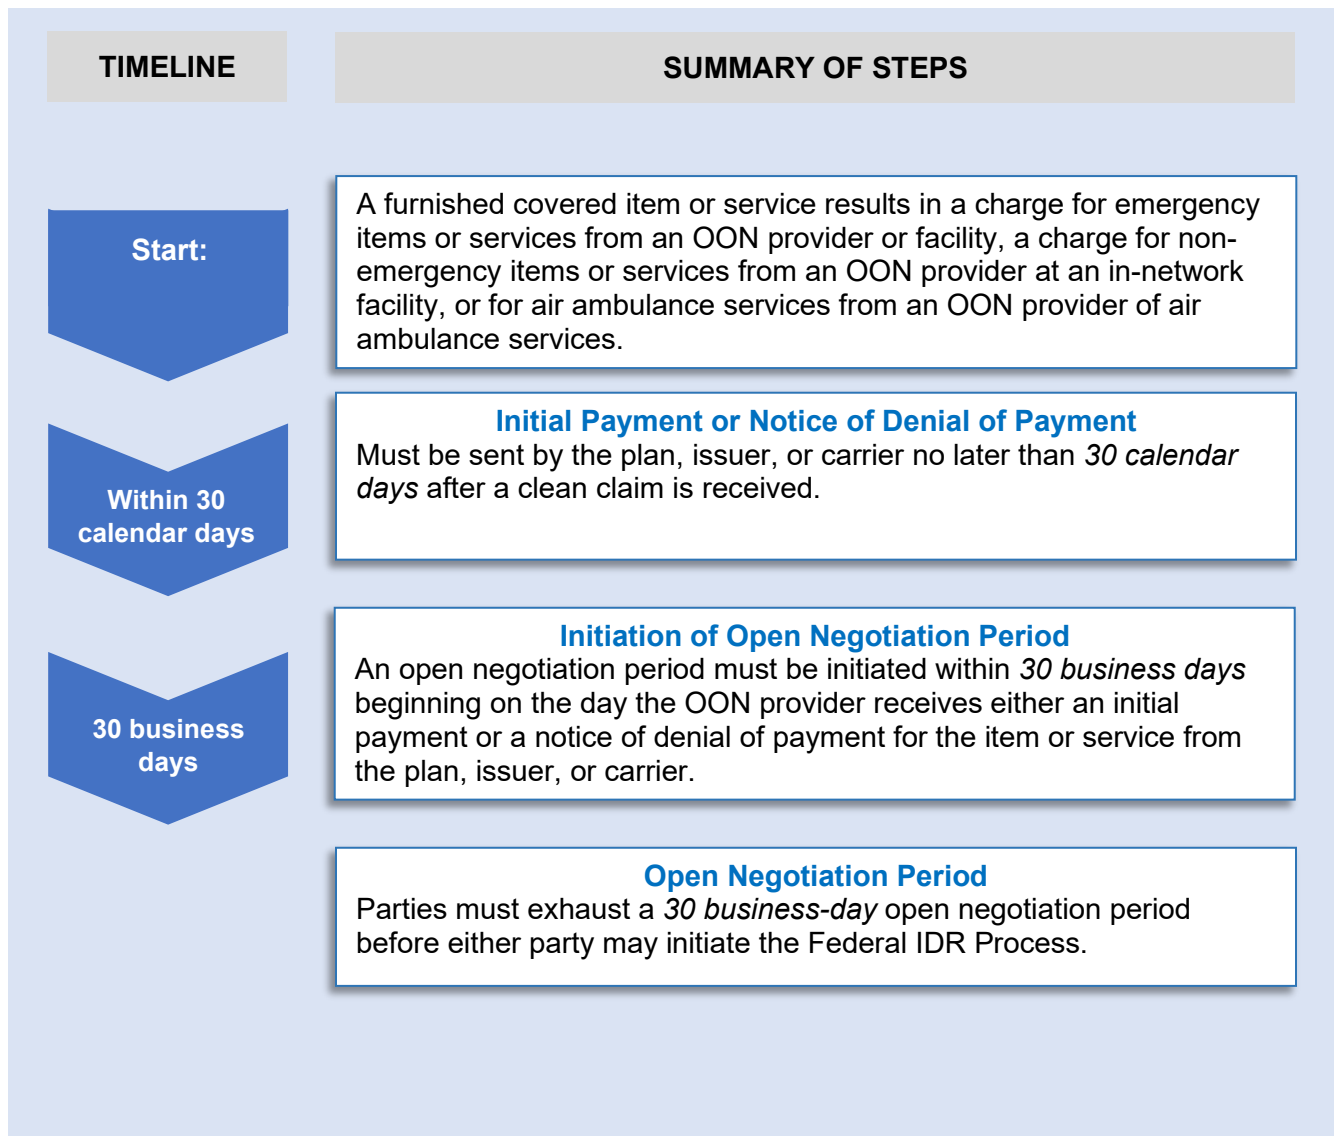 TIMELINE
SUMMARY OF STEPS
Start:
A furnished covered item or service results in a charge for emergency
items or services from an OON provider or facility, a charge for non-
emergency items or services from an OON provider at an in-network
facility, or for air ambulance services from an OON provider of air
ambulance services.
Within 30
calendar days
Initial Payment or Notice of Denial of Payment
Must be sent by the plan, issuer, or carrier no later than 30 calendar
days after a clean claim is received.
30 business
days
Initiation of Open Negotiation Period
An open negotiation period must be initiated within 30 business days
beginning on the day the OON provider receives either an initial
payment or a notice of denial of payment for the item or service from
the plan, issuer, or carrier.
Open Negotiation Period
Parties must exhaust a 30 business-day open negotiation period
before either party may initiate the Federal IDR Process.